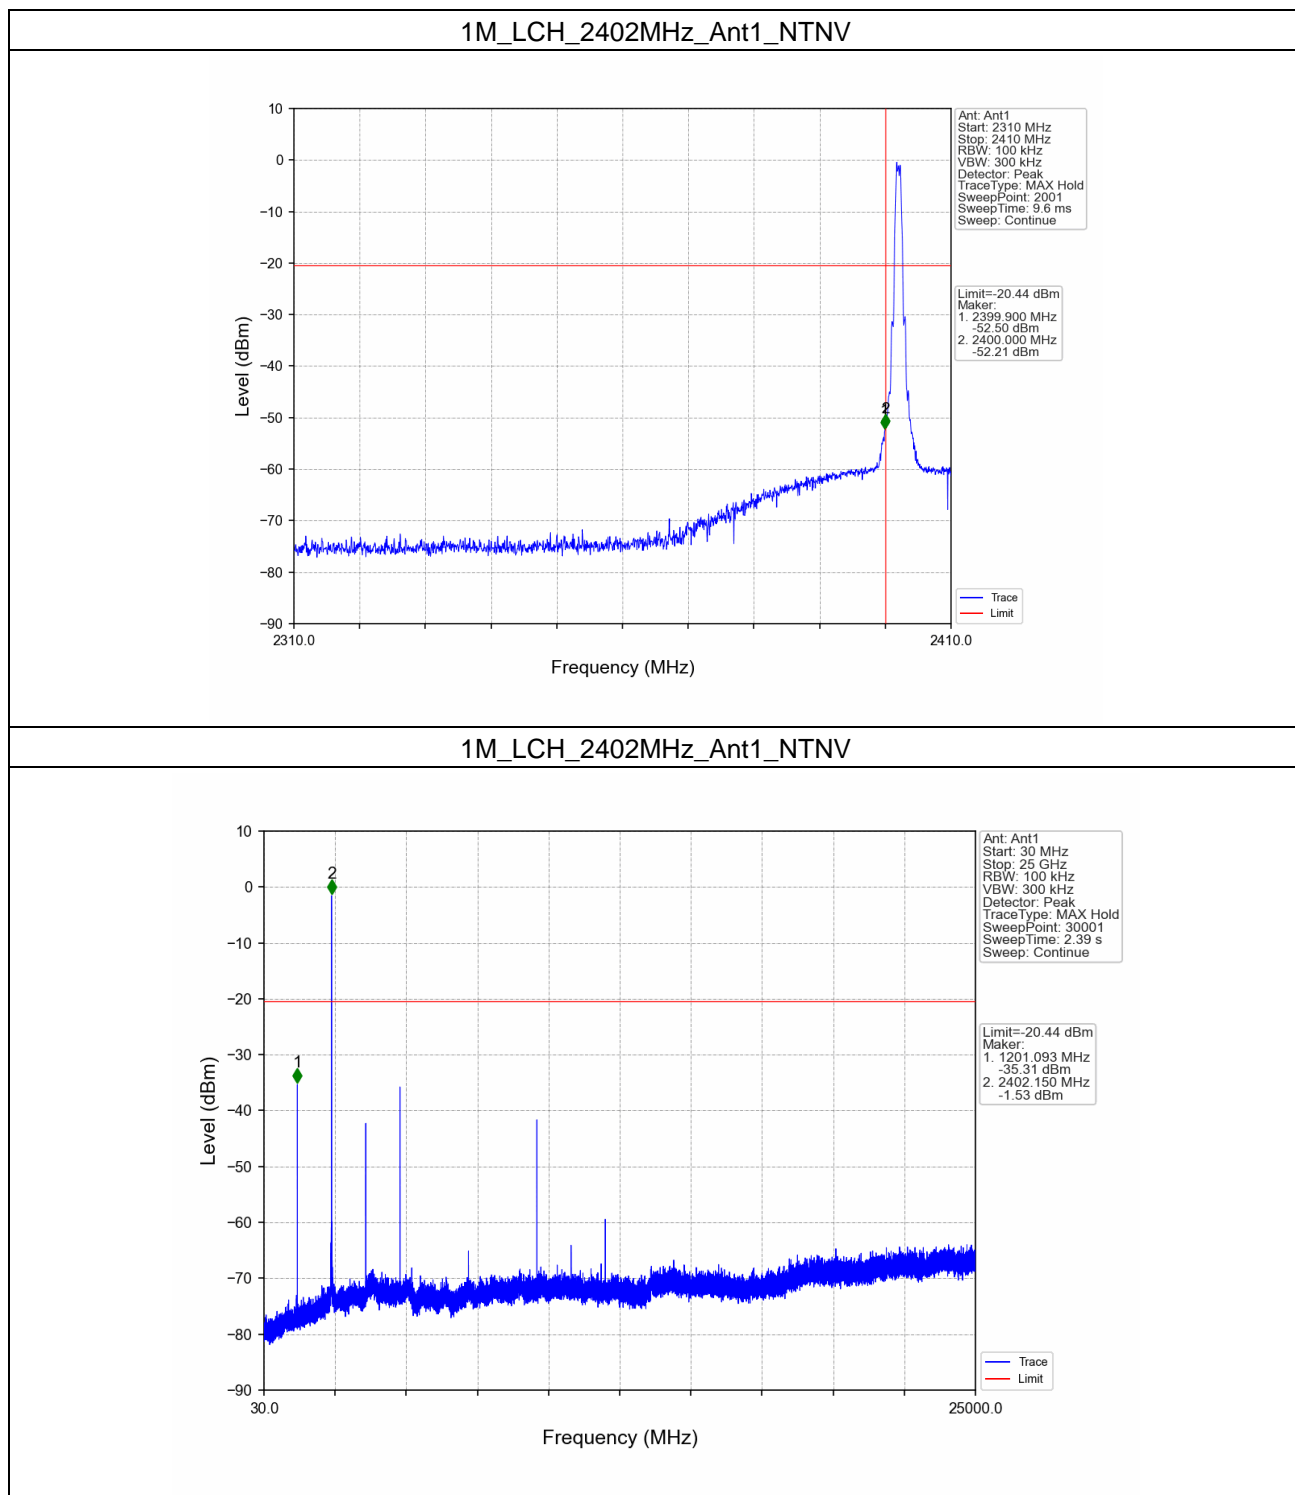 1M_LCH_2402MHz_Ant1_NTNV
10
0
−10
−20
−30
−40
−50
−60
−70
−80
−90
Level (dBm)
2
2310.0
2410.0
Frequency (MHz)
Ant: Ant1
Start: 2310 MHz
Stop: 2410 MHz
RBW: 100 kHz
VBW: 300 kHz
Detector: Peak
TraceType: MAX Hold
SweepPoint: 2001
SweepTime: 9.6 ms
Sweep: Continue
Limit=-20.44 dBm
Maker:
1. 2399.900 MHz
-52.50 dBm
2. 2400.000 MHz
-52.21 dBm
Trace
Limit
1M_LCH_2402MHz_Ant1_NTNV
10
0
−10
−20
−30
−40
−50
−60
−70
−80
−90
Level (dBm)
1
2
30.0
25000.0
Frequency (MHz)
Ant: Ant1
Start: 30 MHz
Stop: 25 GHz
RBW: 100 kHz
VBW: 300 kHz
Detector: Peak
TraceType: MAX Hold
SweepPoint: 30001
SweepTime: 2.39 s
Sweep: Continue
Limit=-20.44 dBm
Maker:
1. 1201.093 MHz
-35.31 dBm
2. 2402.150 MHz
-1.53 dBm
Trace
Limit